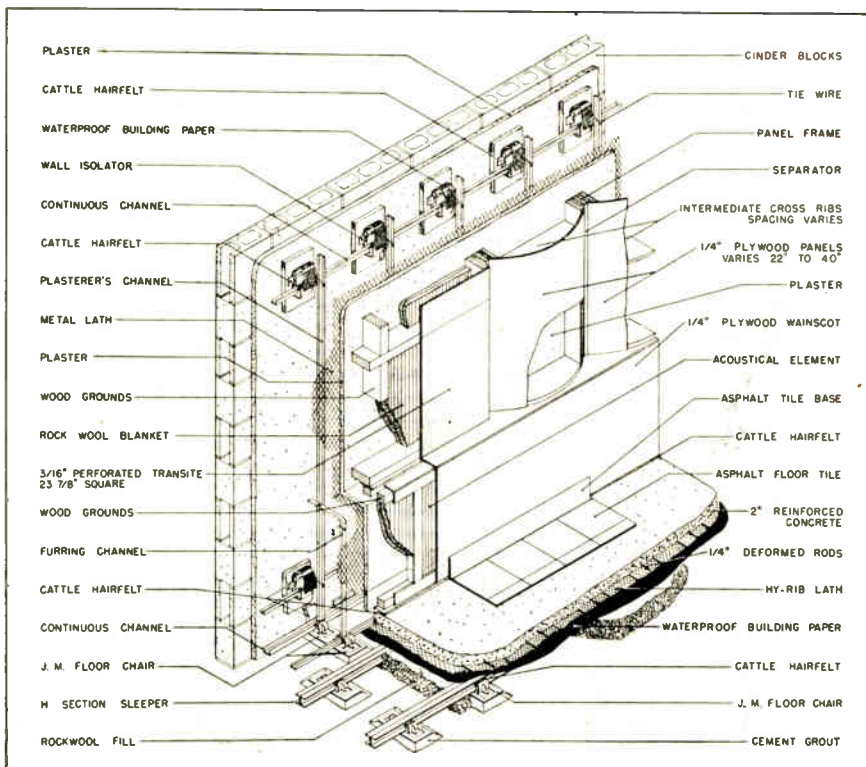 PLASTER
CATTLE HAIRFELT
WATERPROOF BUILDING PAPER
WALL ISOLATOR
CONTINUOUS CHANNEL
CATTLE HAIRFELT
PLASTERER'S CHANNEL
METAL LATH
PLASTER
WOOD GROUNDS
ROCK WOOL BLANKET
3/16" PERFORATED TRANSITE
23 7/8" SQUARE
WOOD GROUNDS
FURRING CHANNEL
CATTLE HAIRFELT
CONTINUOUS CHANNEL
J. M. FLOOR CHAIR
H SECTION SLEEPER
ROCKWOOL FILL
CINDER BLOCKS
TIE WIRE
PANEL FRAME
SEPARATOR
INTERMEDIATE CROSS RIBS
SPACING VARIES
1/4" PLYWOOD PANELS
VARIES 22" TO 40"
PLASTER
1/4" PLYWOOD WAINSCOT
ACOUSTICAL ELEMENT
ASPHALT TILE BASE
CATTLE HAIRFELT
ASPHALT FLOOR TILE
2" REINFORCED
CONCRETE
1/4" DEFORMED RODS
HY-RIB LATH
WATERPROOF BUILDING PAPER
CATTLE HAIRFELT
J. M. FLOOR CHAIR
CEMENT GROUT